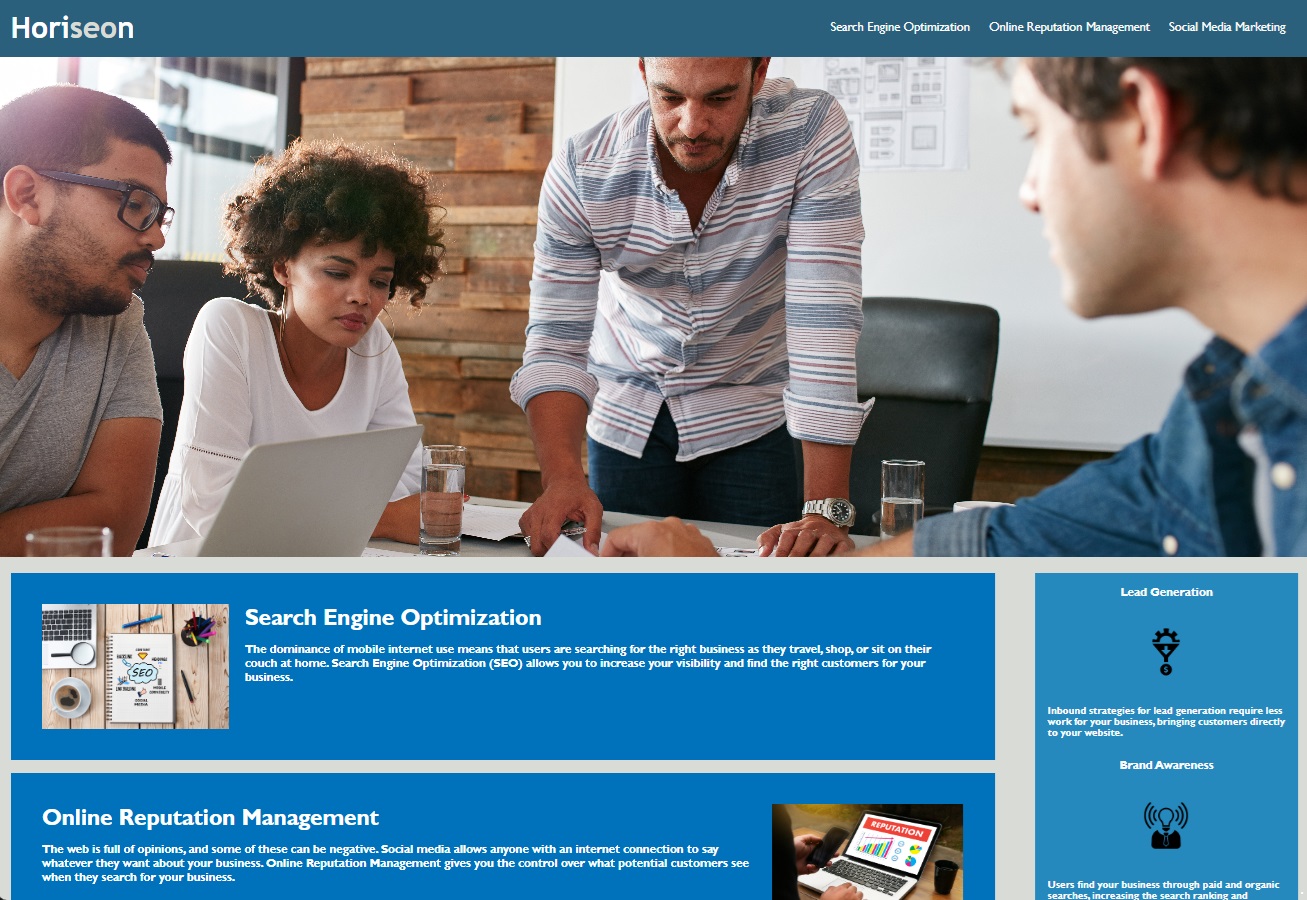 Horiseon
Search Engine Optimization
Online Reputation Management
Social Media Marketing
SEO
Search Engine Optimization
The dominance of mobile internet use means that users are searching for the right business as they travel, shop, or sit on their
couch at home. Search Engine Optimization (SEO) allows you to increase your visibility and find the right customers for your
business.
Online Reputation Management
The web is full of opinions, and some of these can be negative. Social media allows anyone with an internet connection to say
whatever they want about your business. Online Reputation Management gives you the control over what potential customers see
when they search for your business.
REPUTATION
Lead Generation
Inbound strategies for lead generation require less
work for your business, bringing customers directly
to your website.
Brand Awareness
Users find your business through paid and organic
searches, increasing the search ranking and